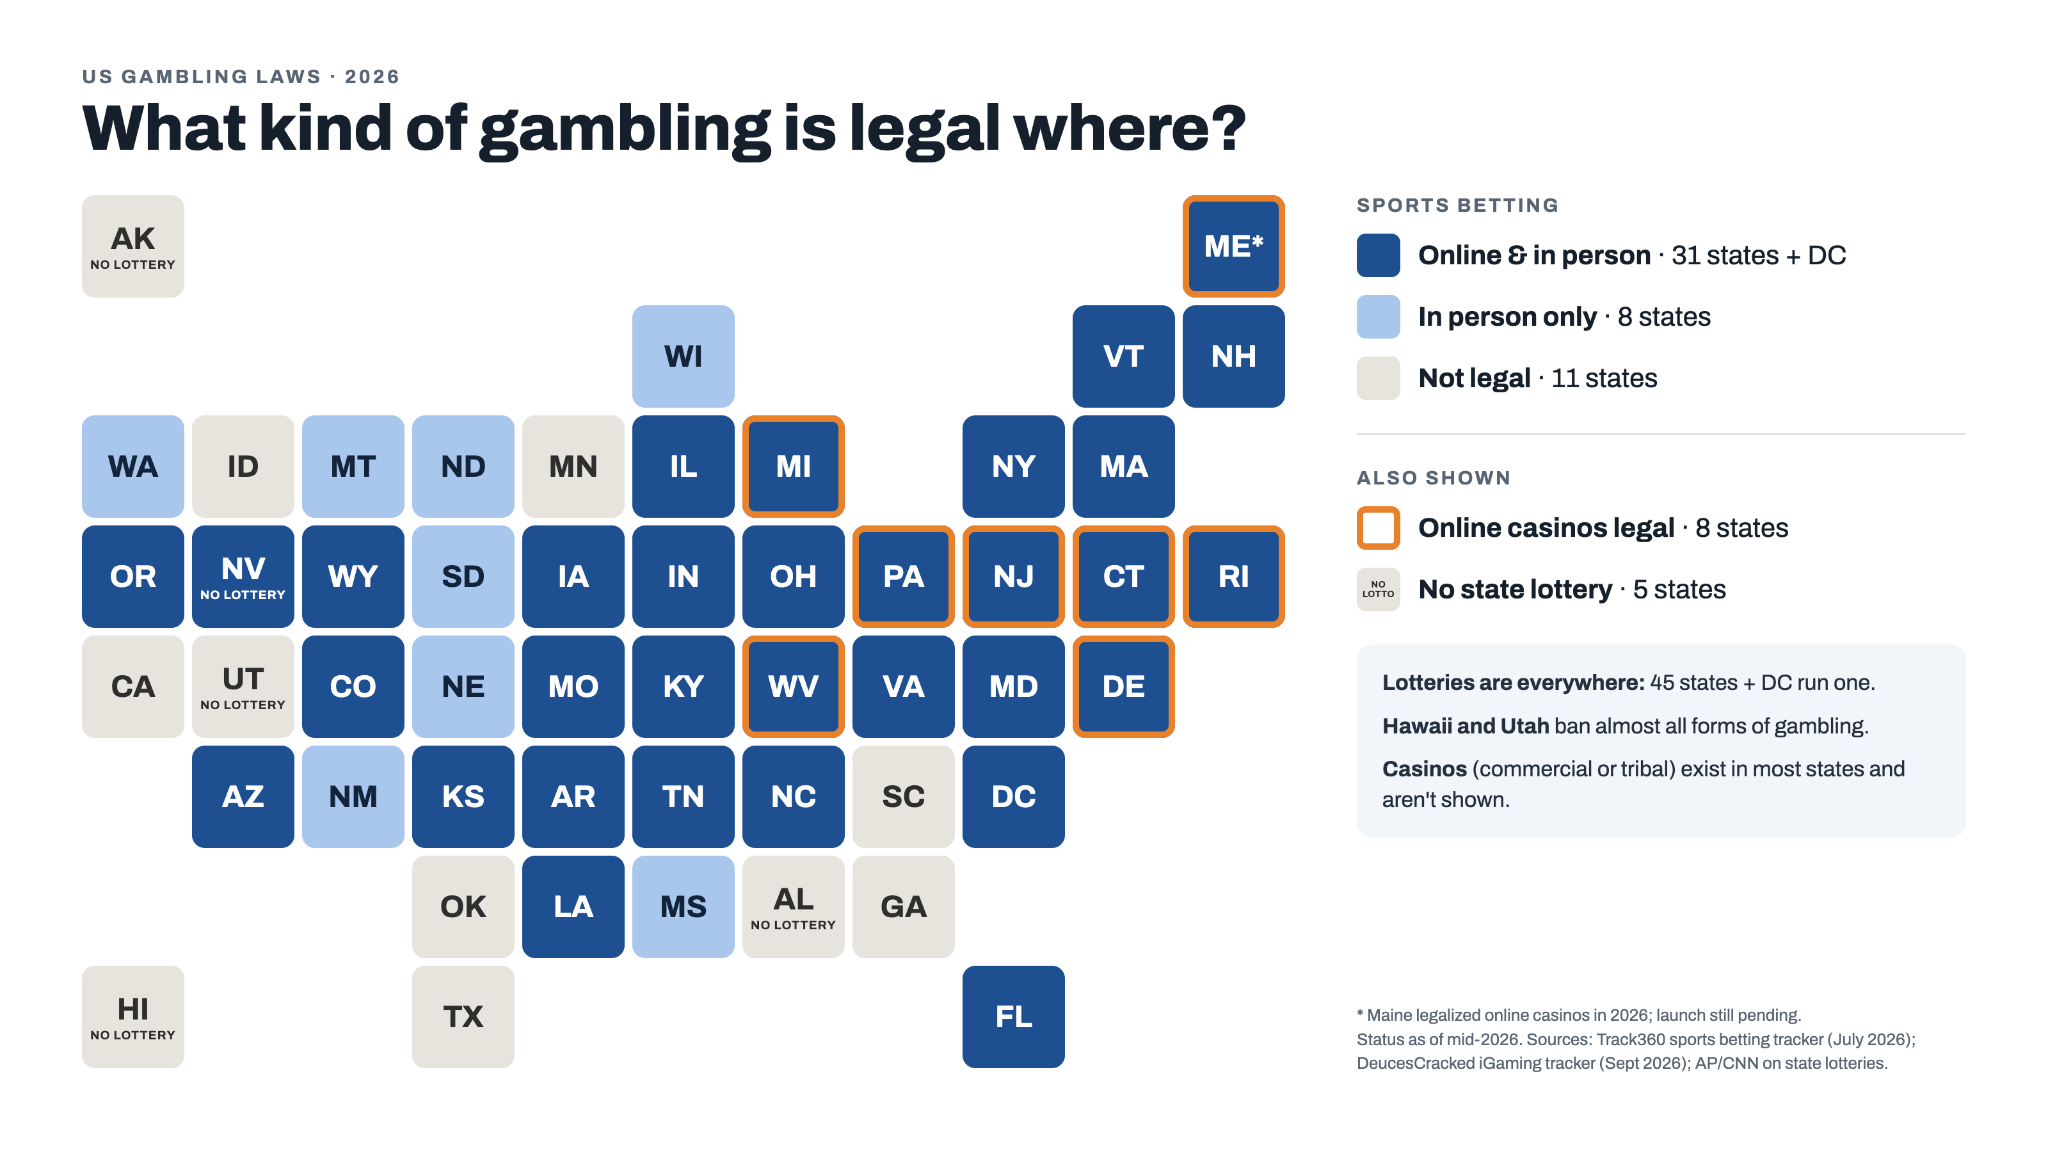 US GAMBLING LAWS · 2026
What kind of gambling is legal where?
AK
NO LOTTERY
ME*
WI
VT
NH
WA
ID
MT
ND
MN
IL
MI
NY
MA
OR
NV
NO LOTTERY
WY
SD
IA
IN
OH
PA
NJ
CT
RI
CA
UT
NO LOTTERY
CO
NE
MO
KY
WV
VA
MD
DE
AZ
NM
KS
AR
TN
NC
SC
DC
OK
LA
MS
AL
NO LOTTERY
GA
HI
NO LOTTERY
TX
FL
SPORTS BETTING
Online & in person · 31 states + DC
In person only · 8 states
Not legal · 11 states
ALSO SHOWN
Online casinos legal · 8 states
NO
LOTTO
No state lottery · 5 states
Lotteries are everywhere: 45 states + DC run one.
Hawaii and Utah ban almost all forms of gambling.
Casinos (commercial or tribal) exist in most states and
aren't shown.
* Maine legalized online casinos in 2026; launch still pending.
Status as of mid-2026. Sources: Track360 sports betting tracker (July 2026);
DeucesCracked iGaming tracker (Sept 2026); AP/CNN on state lotteries.